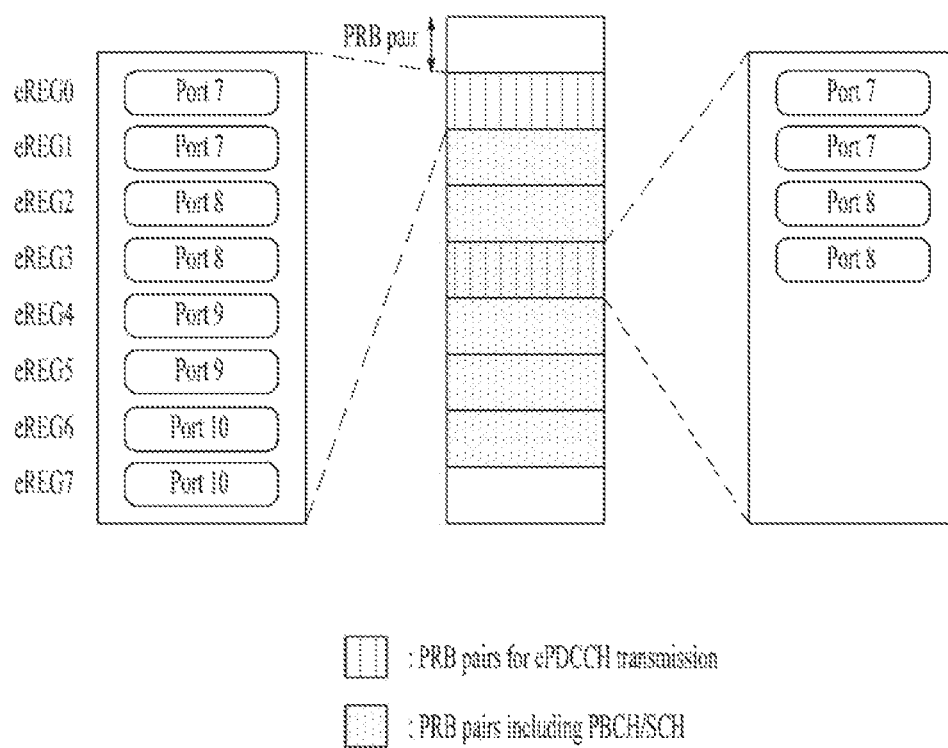 PRB pair
eREG0 Port 7 Port 7
eREG1 Port 7 Port 7
eREG2 Port 8 Port 8
eREG3 Port 8 Port 8
eREG4 Port 9
eREG5 Port 9
eREG6 Port 10
eREG7 Port 10
: PRB pairs for ePDCCH transmission
: PRB pairs including PBCH/SCH